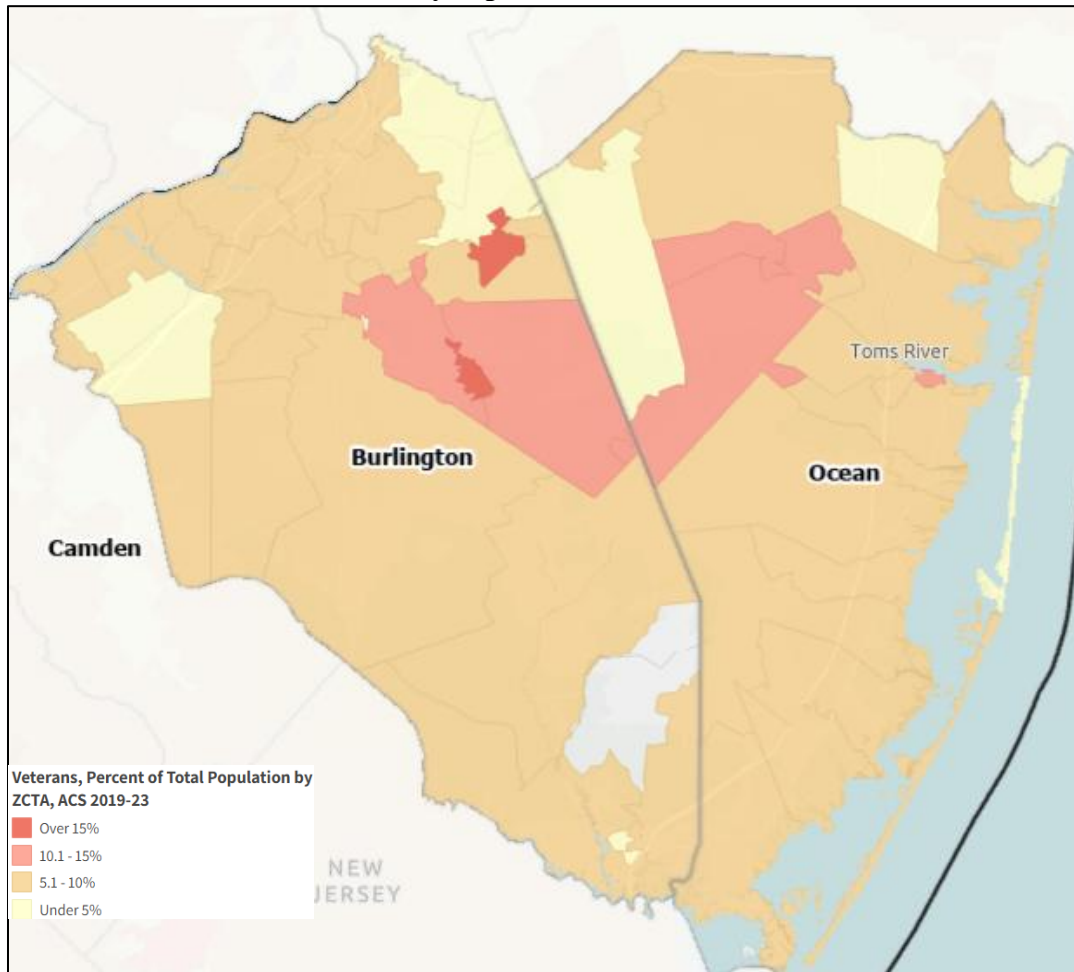 Toms River
Burlington
Ocean
Camden
Veterans, Percent of Total Population by
ZCTA, ACS 2019-23
Over 15%
10.1 - 15%
5.1 - 10%
Under 5%
NEW
JERSEY